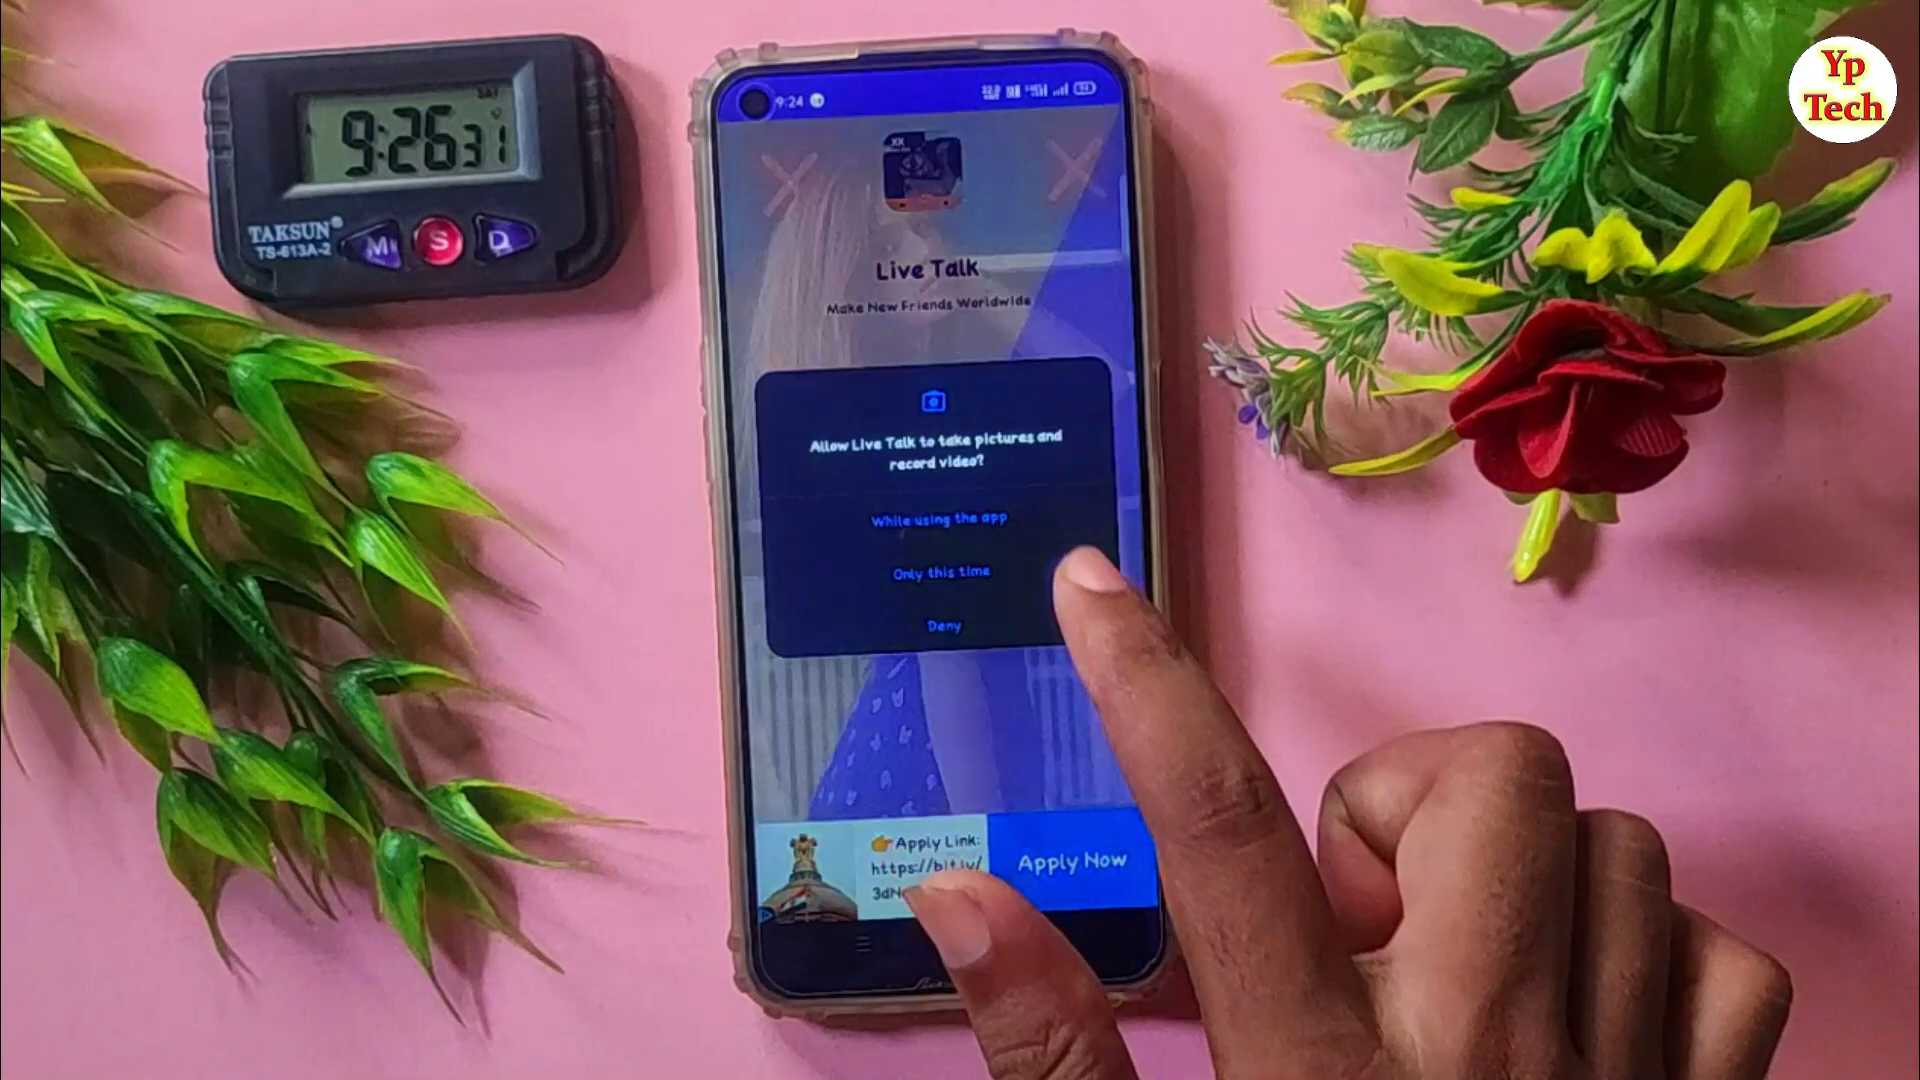 Yp
Tech
SAT
9:26 31
TAKSUN®
TS-613A-2
M
S
D
9:24
Live Talk
Make New Friends Worldwide
Allow Live Talk to take pictures and
record video?
While using the app
Only this time
Deny
👉Apply Link:
https://bit.ly/
Apply Now